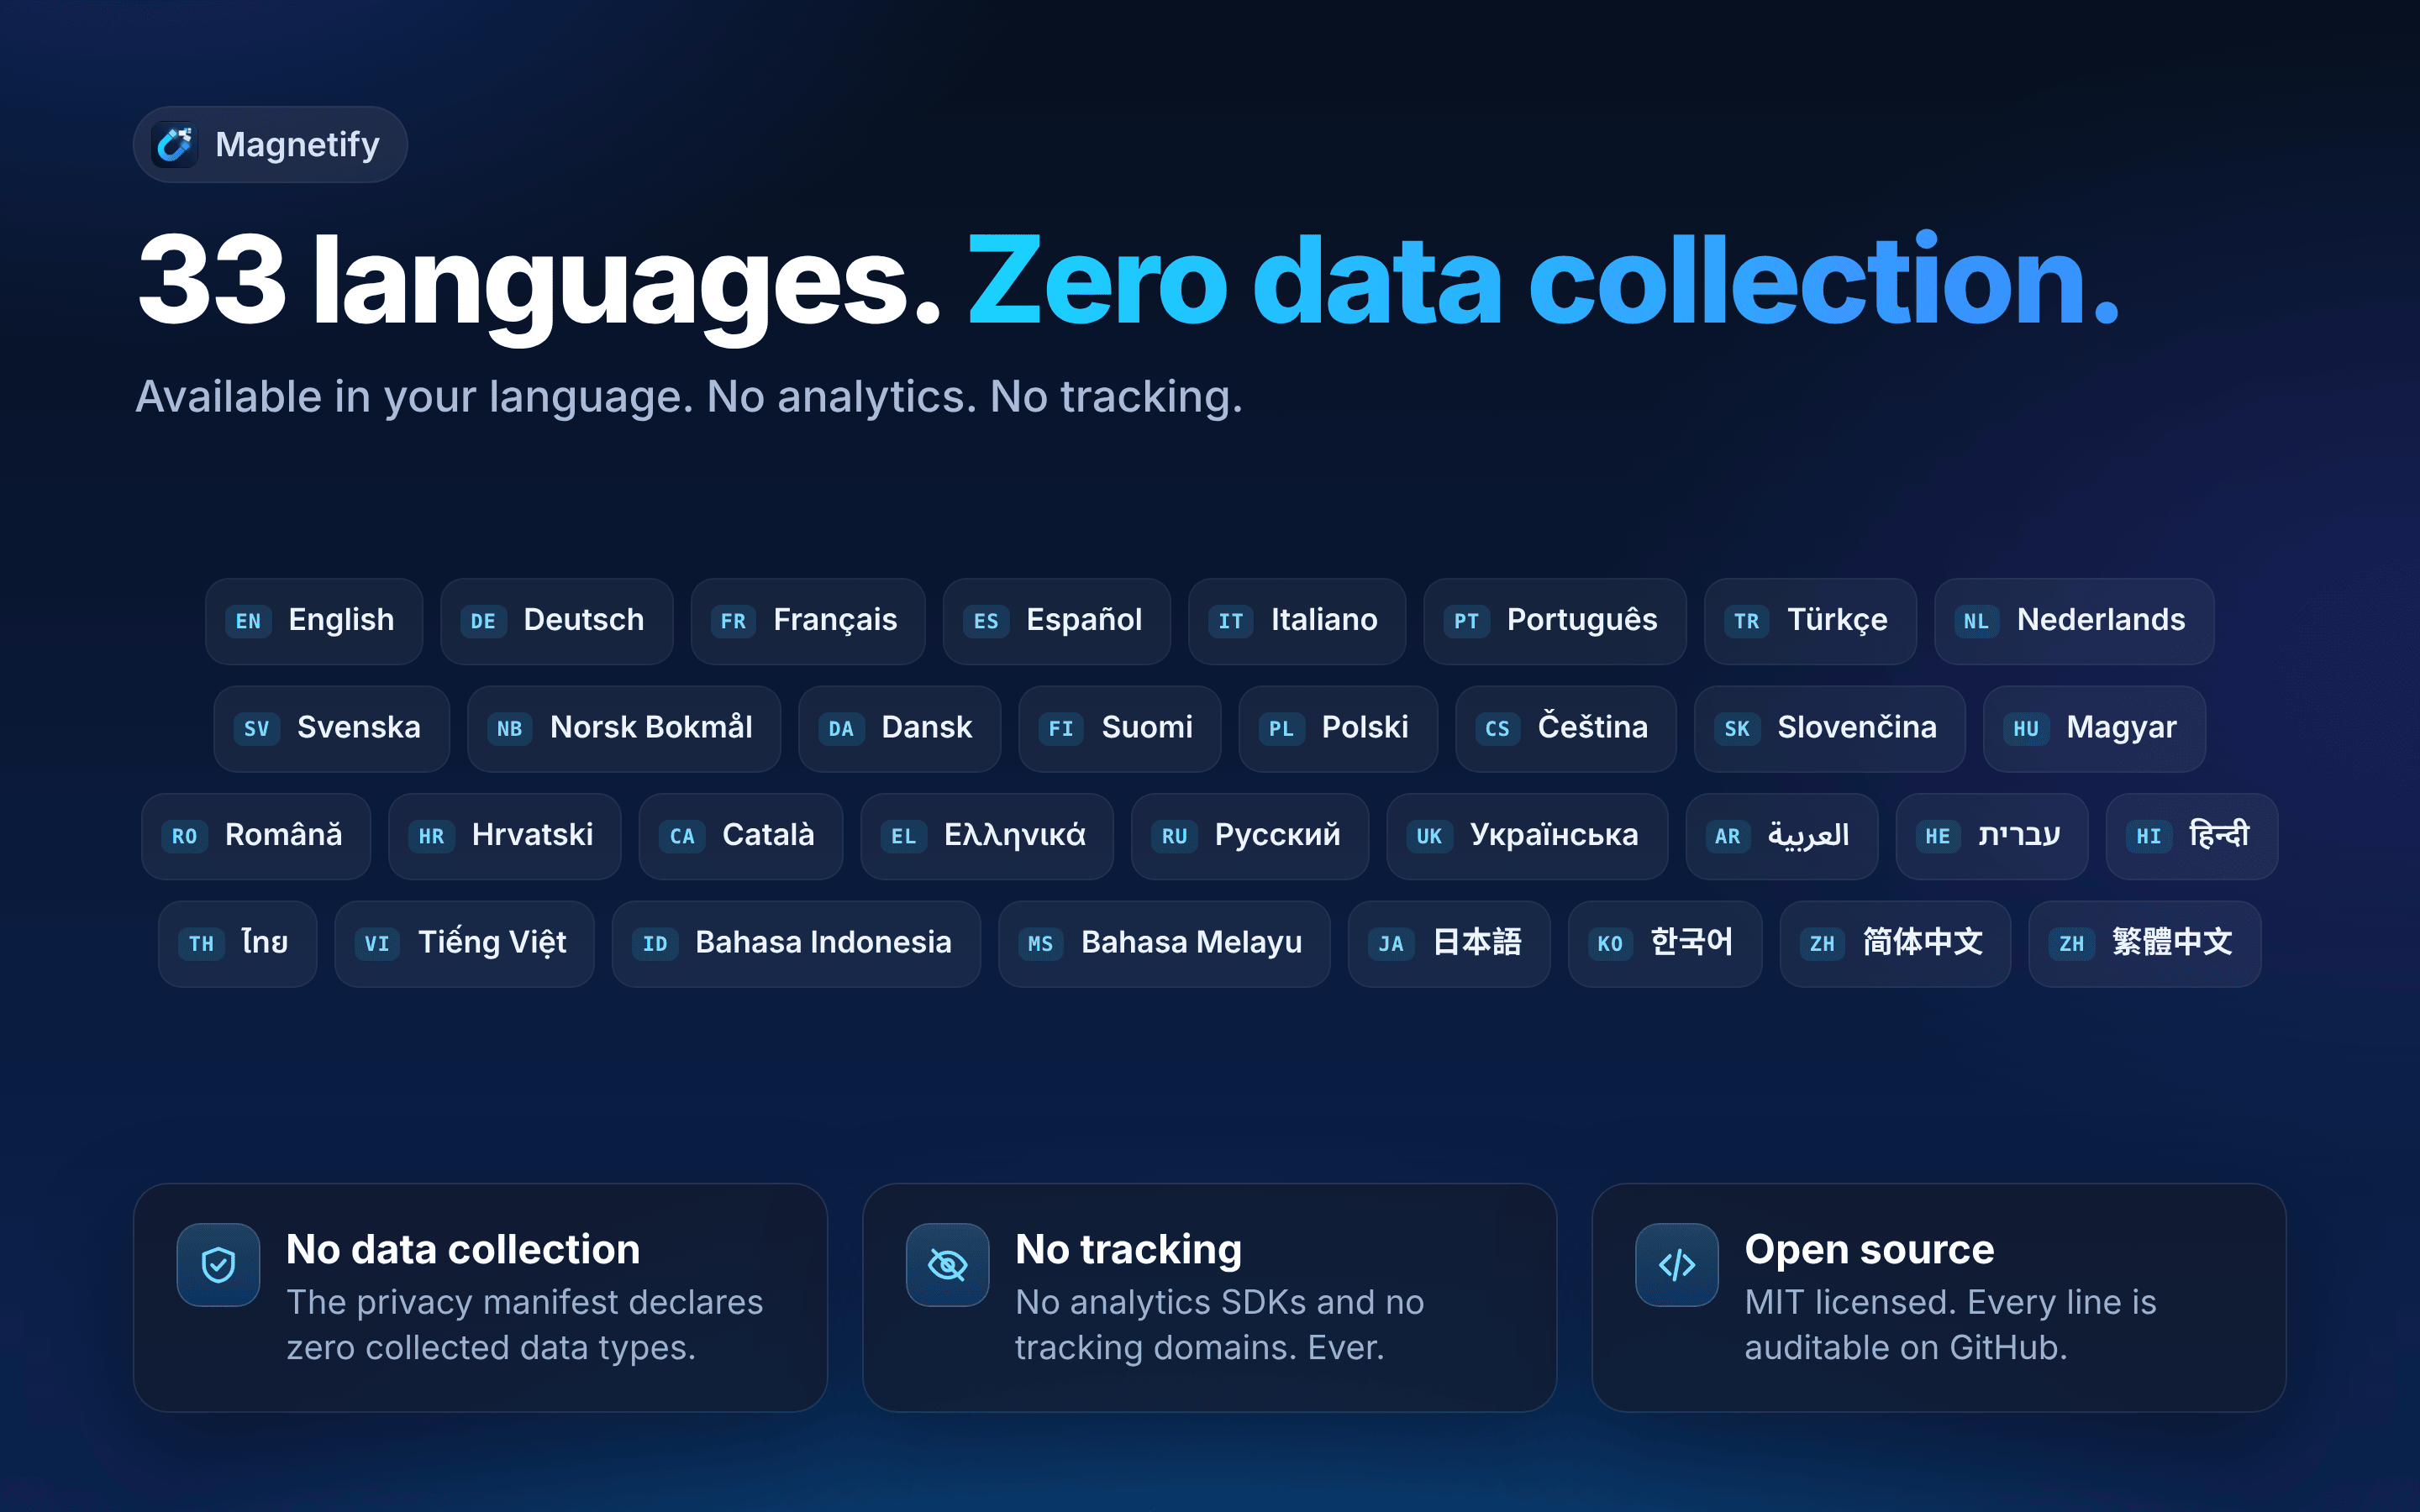 Magnetify
33 languages. Zero data collection.
Available in your language. No analytics. No tracking.
EN English DE Deutsch FR Français ES Español IT Italiano PT Português TR Türkçe NL Nederlands
SV Svenska NB Norsk Bokmål DA Dansk FI Suomi PL Polski CS Čeština SK Slovenčina HU Magyar
RO Română HR Hrvatski CA Català EL Ελληνικά RU Русский UK Українська AR العربية HE עברית HI हिन्दी
TH ไทย VI Tiếng Việt ID Bahasa Indonesia MS Bahasa Melayu JA 日本語 KO 한국어 ZH 简体中文 ZH 繁體中文
No data collection
The privacy manifest declares
zero collected data types.
No tracking
No analytics SDKs and no
tracking domains. Ever.
Open source
MIT licensed. Every line is
auditable on GitHub.